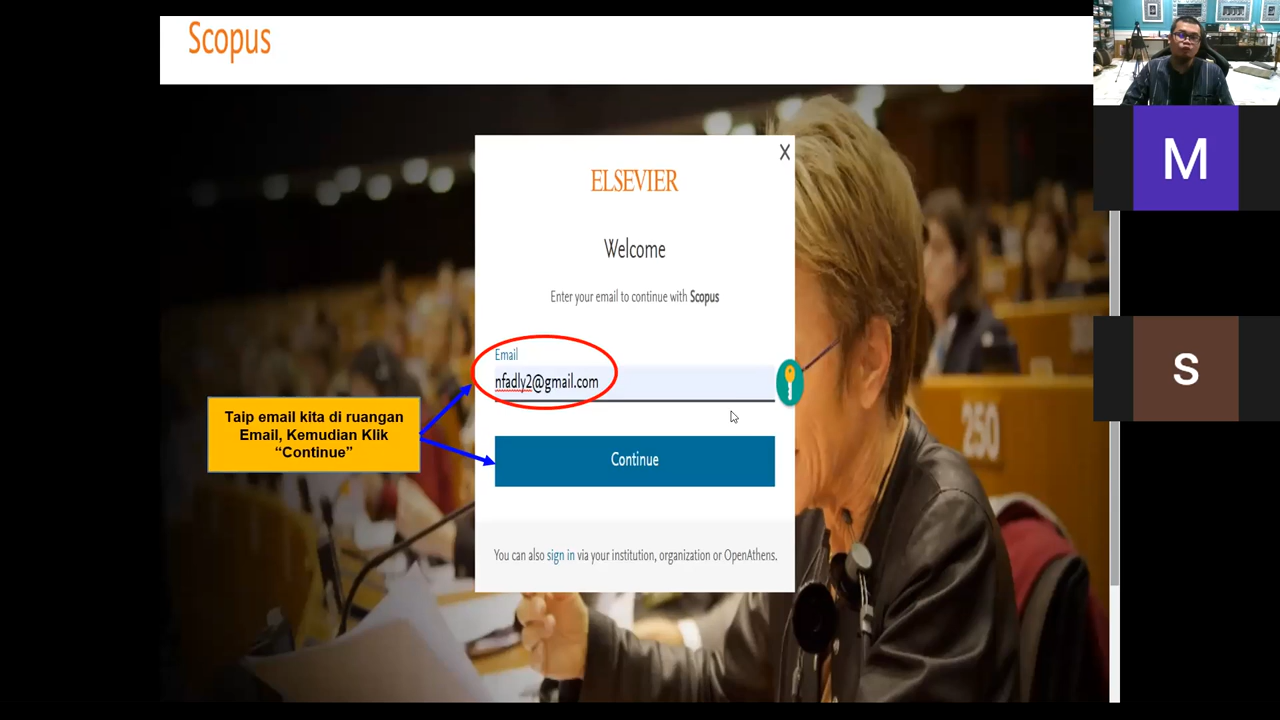 Scopus
X
ELSEVIER
Welcome
Enter your email to continue with Scopus
Email
nfadly2@gmail.com
Taip email kita di ruangan
Email, Kemudian Klik
“Continue”
Continue
You can also sign in via your institution, organization or OpenAthens.
250
M
S